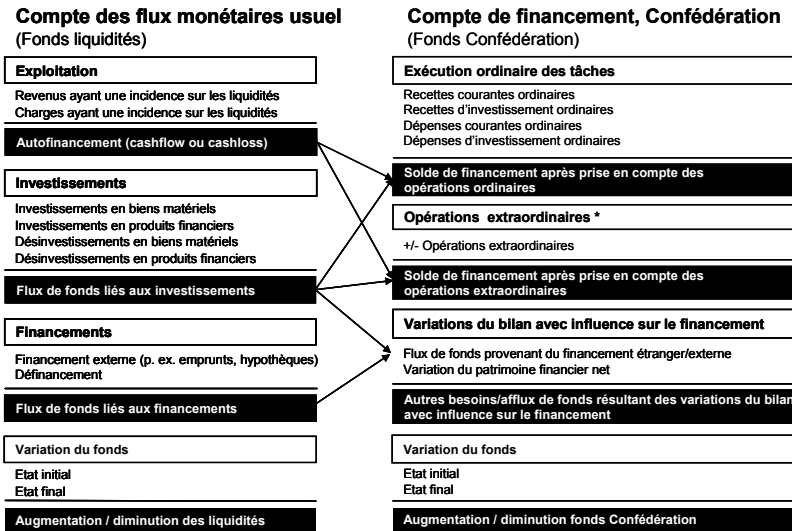 Compte des flux monétaires usuel
(Fonds liquidités)
Exploitation
Revenus ayant une incidence sur les liquidités
Charges ayant une incidence sur les liquidités
Autofinancement (cashflow ou cashloss)
Investissements
Investissements en biens matériels
Investissements en produits financiers
Désinvestissements en biens matériels
Désinvestissements en produits financiers
Flux de fonds liés aux investissements
Financements
Financement externe (p. ex. emprunts, hypothèques)
Définancement
Flux de fonds liés aux financements
Variation du fonds
Etat initial
Etat final
Augmentation / diminution des liquidités
Compte de financement, Confédération
(Fonds Confédération)
Exécution ordinaire des tâches
Recettes courantes ordinaires
Recettes d'investissement ordinaires
Dépenses courantes ordinaires
Dépenses d'investissement ordinaires
Solde de financement après prise en compte des
opérations ordinaires
Opérations extraordinaires *
+/- Opérations extraordinaires
Solde de financement après prise en compte des
opérations extraordinaires
Variations du bilan avec influence sur le financement
Flux de fonds provenant du financement étranger/externe
Variation du patrimoine financier net
Autres besoins/afflux de fonds résultant des variations du bilan
avec influence sur le financement
Variation du fonds
Etat initial
Etat final
Augmentation / diminution fonds Confédération